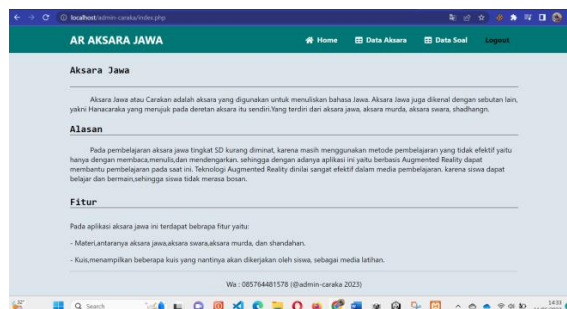 localhost/admin-caraka/index.php
AR AKSARA JAWA
Home
Data Aksara
Data Soal
Logout
Aksara Jawa
Aksara Jawa atau Carakan adalah aksara yang digunakan untuk menuliskan bahasa Jawa. Aksara Jawa juga dikenal dengan sebutan lain,
yakni Hanacaraka yang merujuk pada deretan aksara itu sendiri.Yang terdiri dari aksara jawa, aksara murda, aksara swara, shadhangn.
Alasan
Pada pembelajaran aksara jawa tingkat SD kurang diminat, karena masih menggunakan metode pembelajaran yang tidak efektif yaitu
hanya dengan membaca,menulis,dan mendengarkan. sehingga dengan adanya aplikasi ini yaitu berbasis Augmented Reality dapat
membantu pembelajaran pada saat ini. Teknologi Augmented Reality dinilai sangat efektif dalam media pembelajaran. karena siswa dapat
belajar dan bermain,sehingga siswa tidak merasa bosan.
Fitur
Pada aplikasi aksara jawa ini terdapat bebrapa fitur yaitu:
- Materi,antaranya aksara jawa,aksara swara,aksara murda, dan shandahan.
- Kuis,menampilkan beberapa kuis yang nantinya akan dikerjakan oleh siswa, sebagai media latihan.
Wa : 085764481578 (@admin-caraka 2023)
32°
Search
14:33